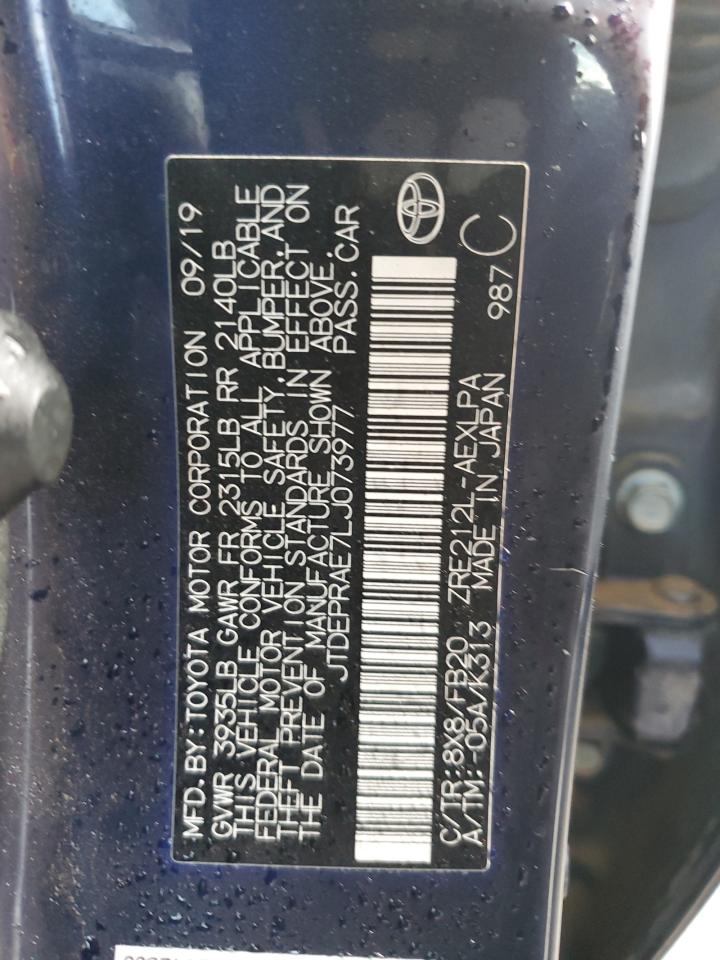 MFD.BY:TOYOTA MOTOR CORPORATION 09/19
GVWR 3935LB GAWR FR 2315LB RR 2140LB
THIS VEHICLE CONFORMS TO ALL APPLICABLE
FEDERAL MOTOR VEHICLE SAFETY,BUMPER,AND
THEFT PREVENTION STANDARDS IN EFFECT ON
THE DATE OF MANUFACTURE SHOWN ABOVE.
JTDEPRAE7LJ073977 PASS.CAR
C/TR:8X8/FB20 ZRE212L-AEXLPA 987 C
A/TM:-05A/K313 MADE IN JAPAN